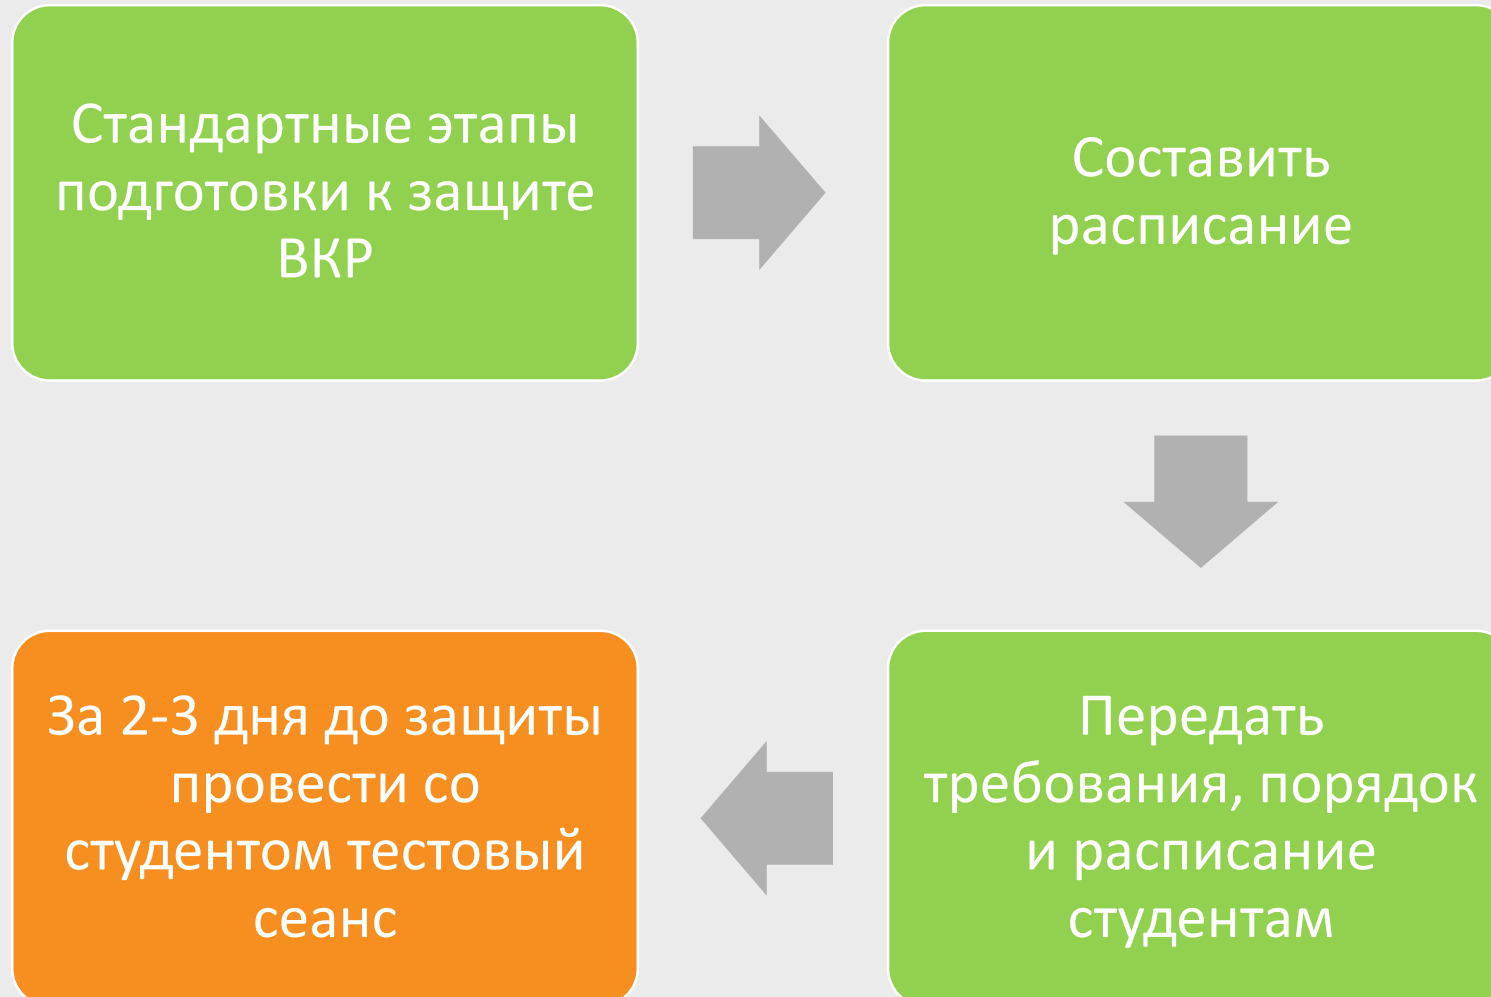 Стандартные этапы
подготовки к защите
ВКР
Составить
расписание
Передать
требования, порядок
и расписание
студентам
За 2-3 дня до защиты
провести со
студентом тестовый
сеанс